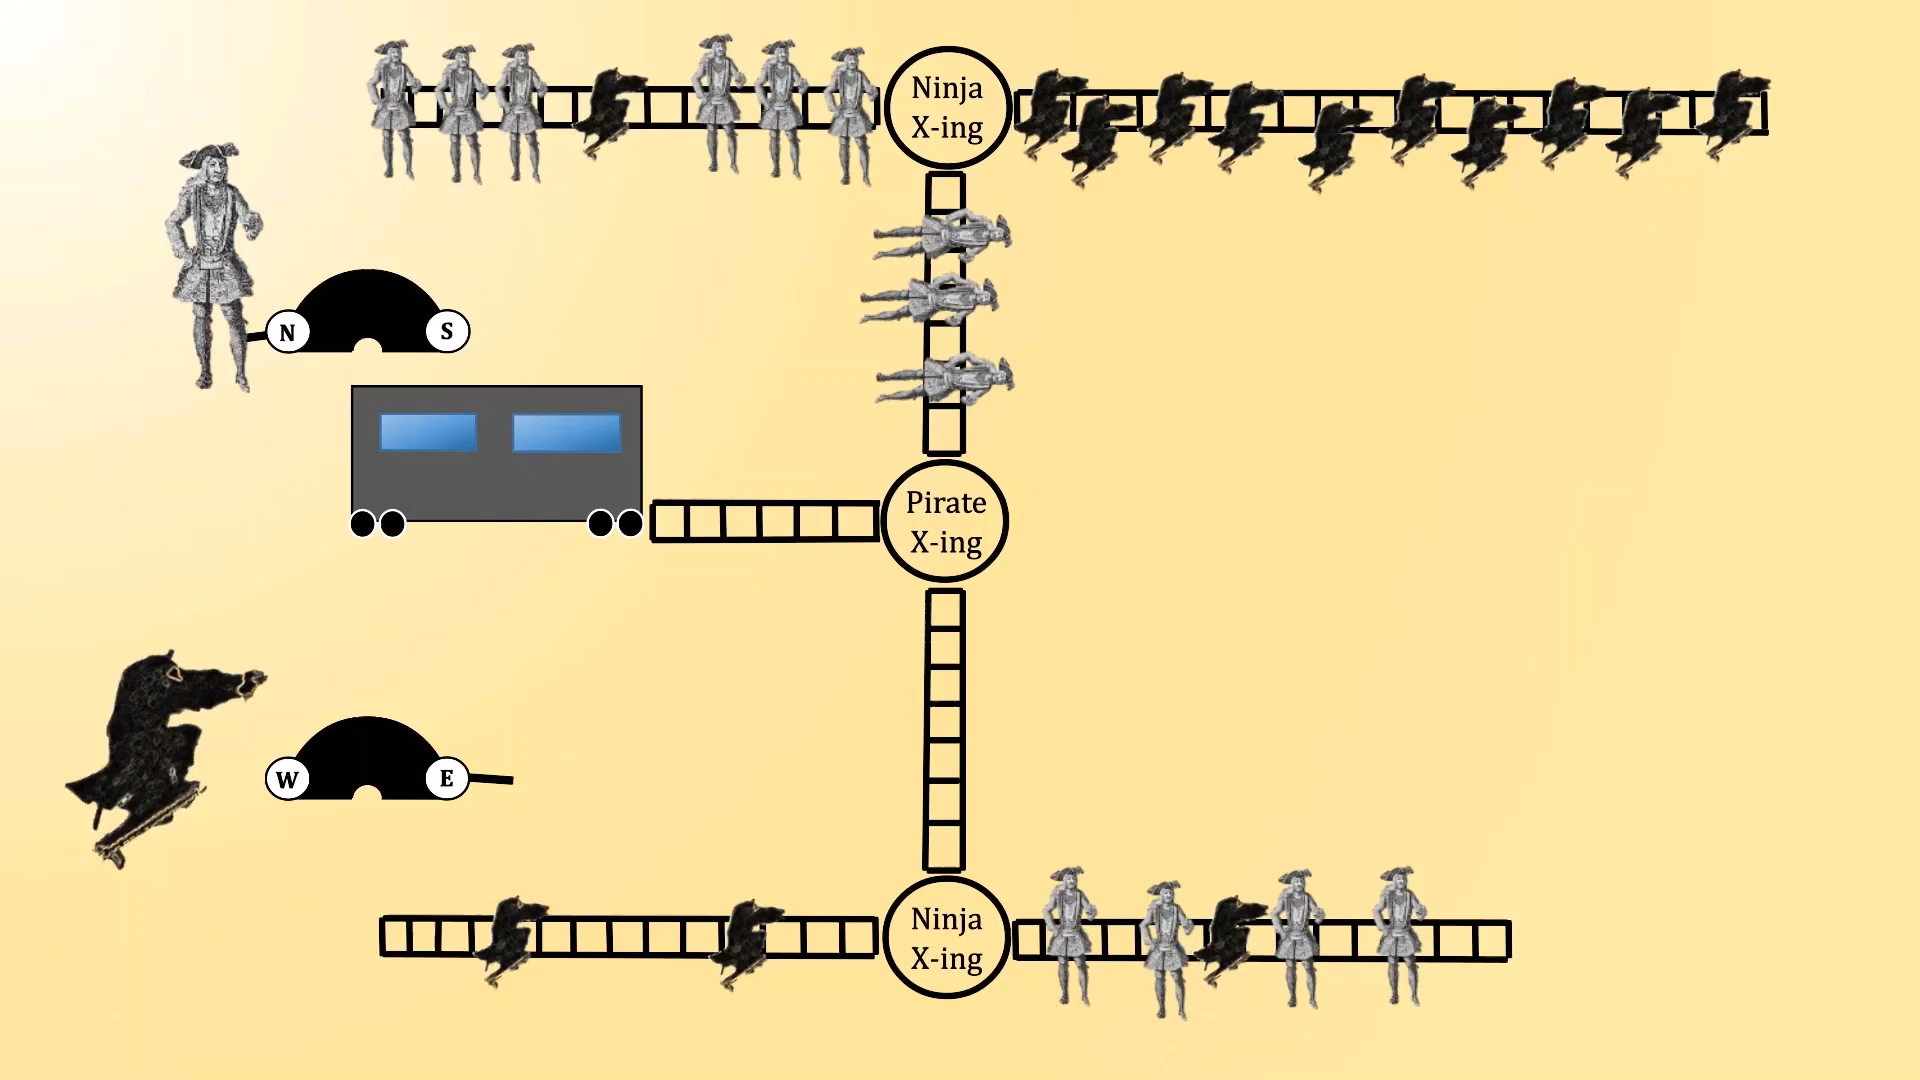 Ninja
X-ing
N
S
Pirate
X-ing
W
E
Ninja
X-ing